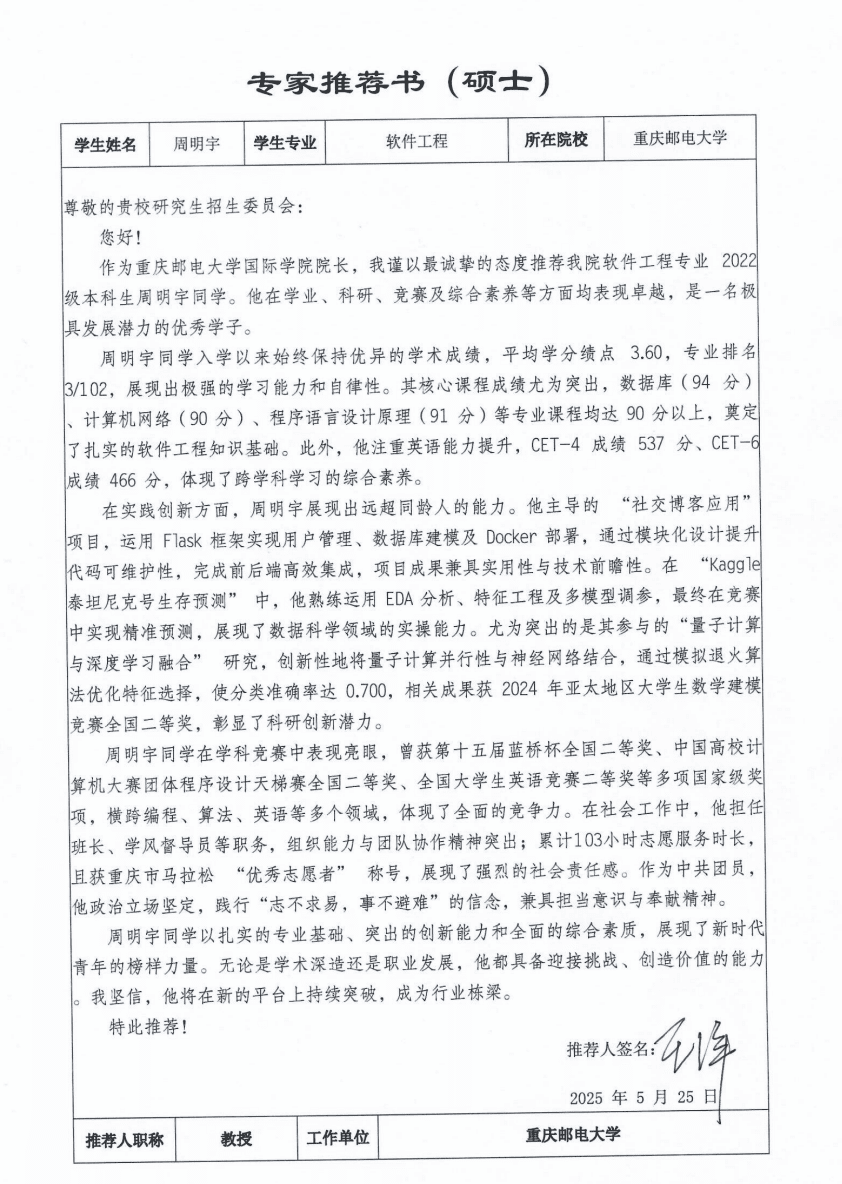 专家推荐书（硕士）
学生姓名 周明宇 学生专业 软件工程 所在院校 重庆邮电大学
尊敬的贵校研究生招生委员会：
您好！
作为重庆邮电大学国际学院院长，我谨以最诚挚的态度推荐我院软件工程专业 2022
级本科生周明宇同学。他在学业、科研、竞赛及综合素养等方面均表现卓越，是一名极
具发展潜力的优秀学子。
周明宇同学入学以来始终保持优异的学术成绩，平均学分绩点 3.60，专业排名
3/102，展现出极强的学习能力和自律性。其核心课程成绩尤为突出，数据库（94 分）
、计算机网络（90 分）、程序语言设计原理（91 分）等专业课程均达 90 分以上，奠定
了扎实的软件工程知识基础。此外，他注重英语能力提升，CET-4 成绩 537 分、CET-6
成绩 466 分，体现了跨学科学习的综合素养。
在实践创新方面，周明宇展现出远超同龄人的能力。他主导的 “社交博客应用”
项目，运用 Flask 框架实现用户管理、数据库建模及 Docker 部署，通过模块化设计提升
代码可维护性，完成前后端高效集成，项目成果兼具实用性与技术前瞻性。在 “Kaggle
泰坦尼克号生存预测” 中，他熟练运用 EDA 分析、特征工程及多模型调参，最终在竞赛
中实现精准预测，展现了数据科学领域的实操能力。尤为突出的是其参与的“量子计算
与深度学习融合” 研究，创新性地将量子计算并行性与神经网络结合，通过模拟退火算
法优化特征选择，使分类准确率达 0.700，相关成果获 2024 年亚太地区大学生数学建模
竞赛全国二等奖，彰显了科研创新潜力。
周明宇同学在学科竞赛中表现亮眼，曾获第十五届蓝桥杯全国二等奖、中国高校计
算机大赛团体程序设计天梯赛全国二等奖、全国大学生英语竞赛二等奖等多项国家级奖
项，横跨编程、算法、英语等多个领域，体现了全面的竞争力。在社会工作中，他担任
班长、学风督导员等职务，组织能力与团队协作精神突出；累计103小时志愿服务时长，
且获重庆市马拉松 “优秀志愿者” 称号，展现了强烈的社会责任感。作为中共团员，
他政治立场坚定，践行“志不求易，事不避难”的信念，兼具担当意识与奉献精神。
周明宇同学以扎实的专业基础、突出的创新能力和全面的综合素质，展现了新时代
青年的榜样力量。无论是学术深造还是职业发展，他都具备迎接挑战、创造价值的能力
。我坚信，他将在新的平台上持续突破，成为行业栋梁。
特此推荐！
推荐人签名：
2025 年 5 月 25 日
推荐人职称 教授 工作单位 重庆邮电大学